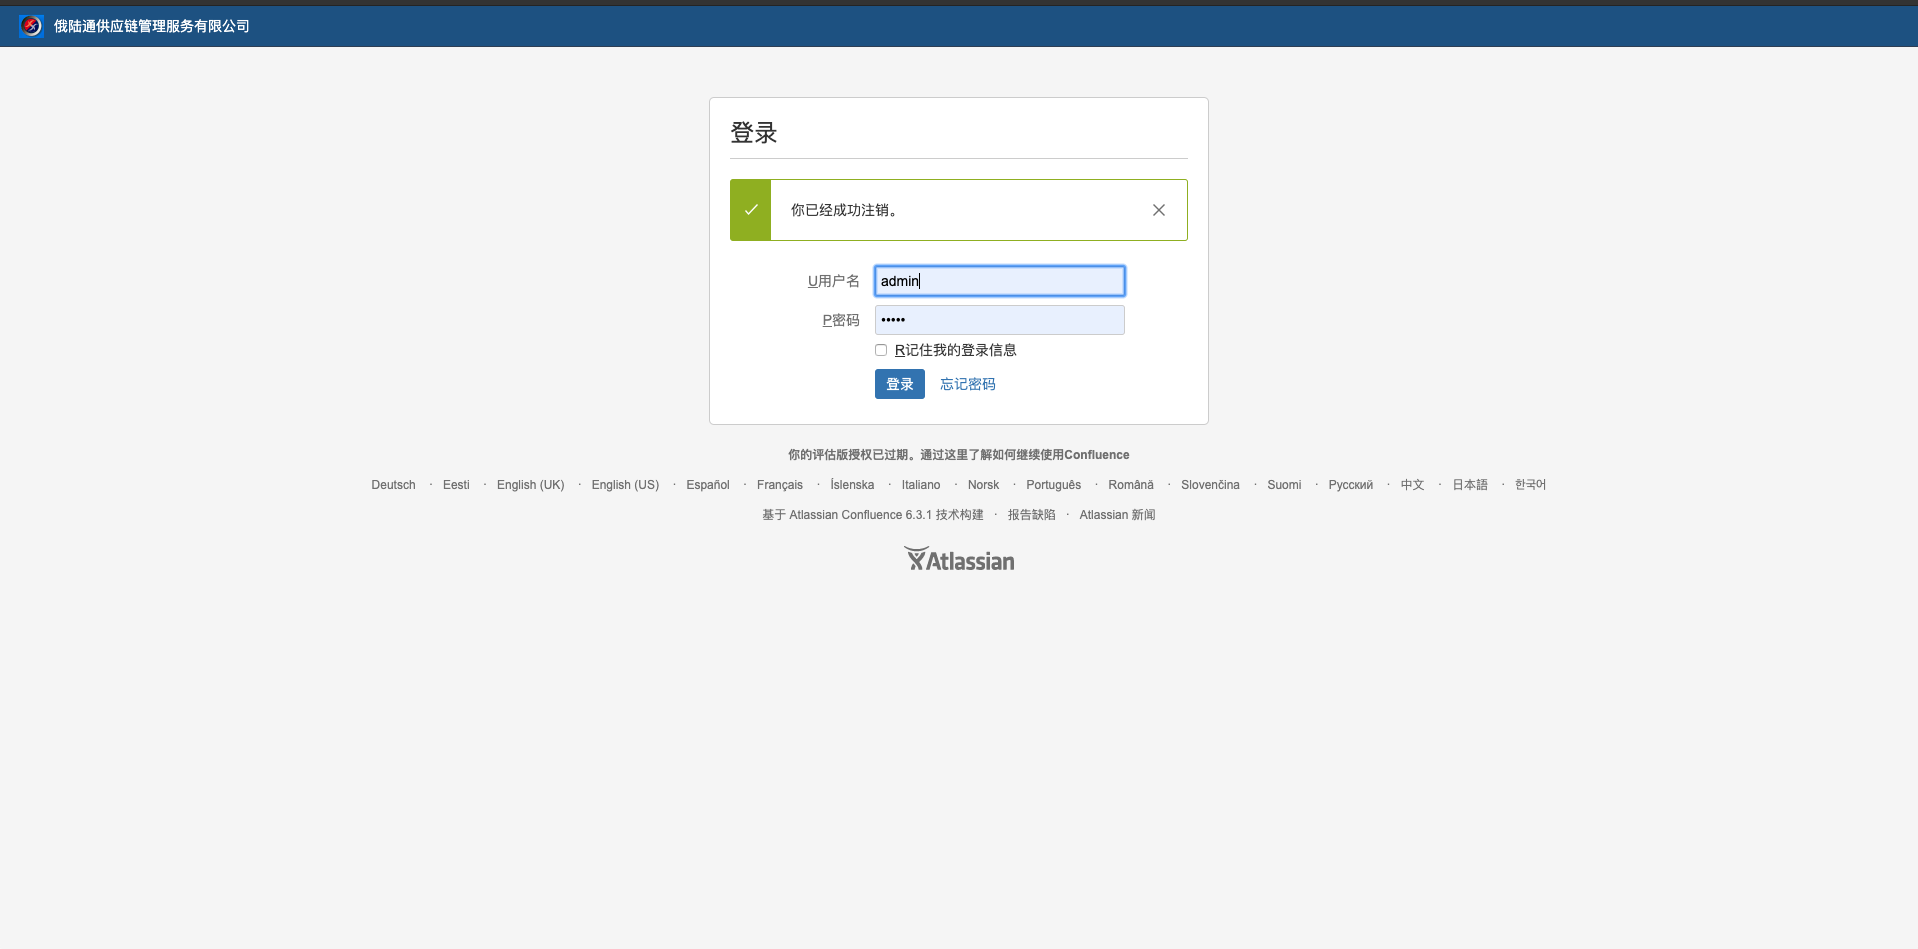 俄陆通供应链管理服务有限公司
登录
你已经成功注销。
U用户名 admin
P密码 •••••
R记住我的登录信息
登录 忘记密码
你的评估版授权已过期。通过这里了解如何继续使用Confluence
Deutsch · Eesti · English (UK) · English (US) · Español · Français · Íslenska · Italiano · Norsk · Português · Română · Slovenčina · Suomi · Русский · 中文 · 日本語 · 한국어
基于 Atlassian Confluence 6.3.1 技术构建 · 报告缺陷 · Atlassian 新闻
Atlassian